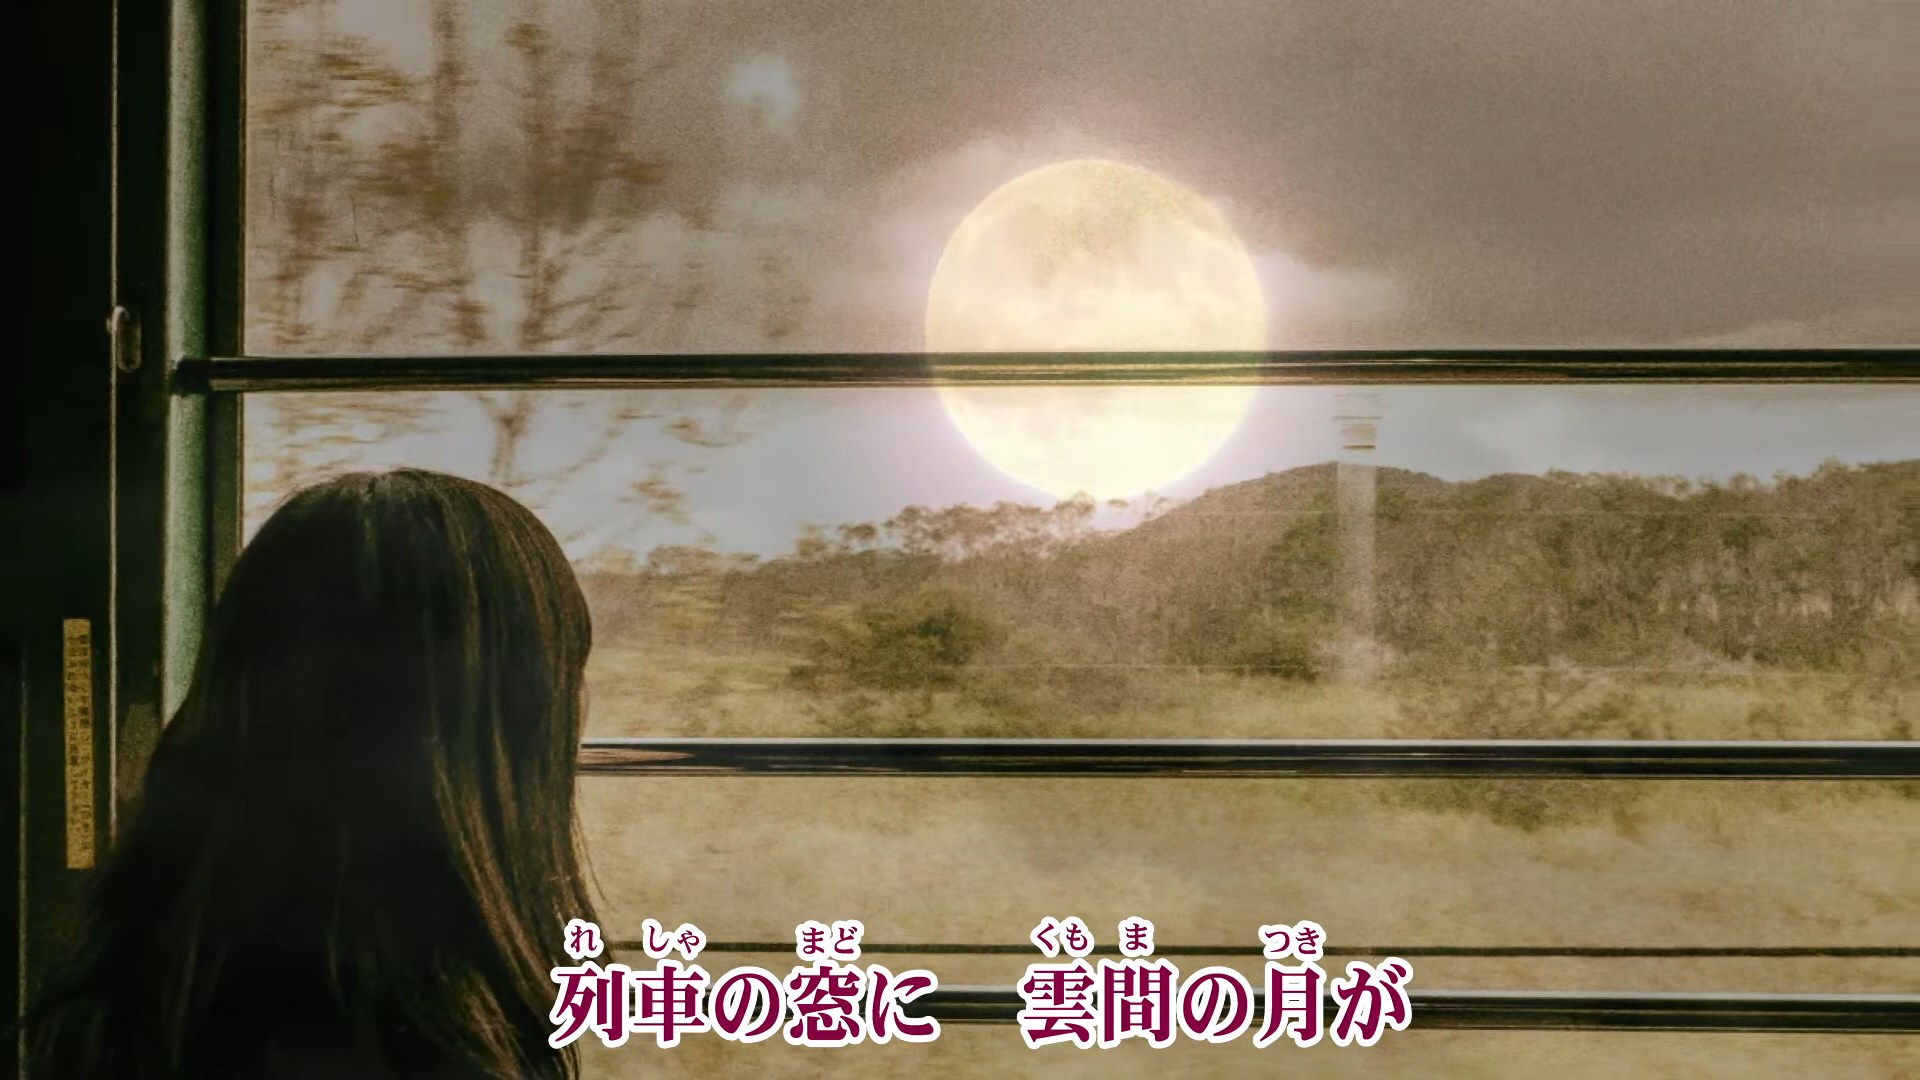 れ しゃ まど くも ま つき
列車の窓に 雲間の月が